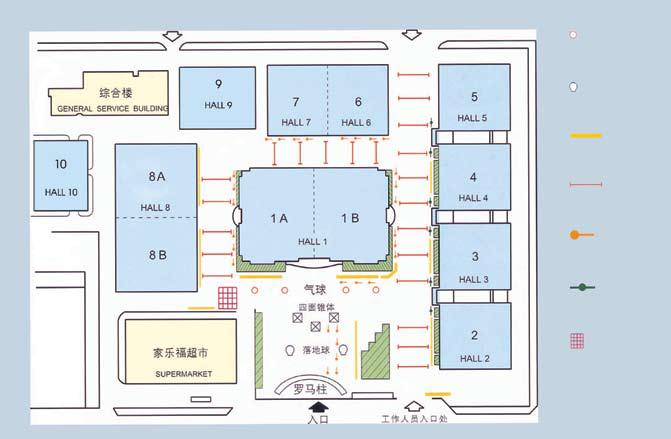 综合楼
GENERAL SERVICE BUILDING
9
HALL 9
7
HALL 7
6
HALL 6
5
HALL 5
10
HALL 10
8A
HALL 8
8B
1A
1B
HALL 1
4
HALL 4
3
HALL 3
2
HALL 2
气球
四面锥体
落地球
家乐福超市
SUPERMARKET
罗马柱
入口
工作人员入口处